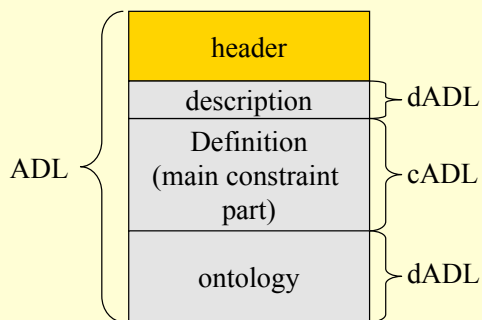 header
description
dADL
Definition
(main constraint
part)
ADL
cADL
ontology
dADL